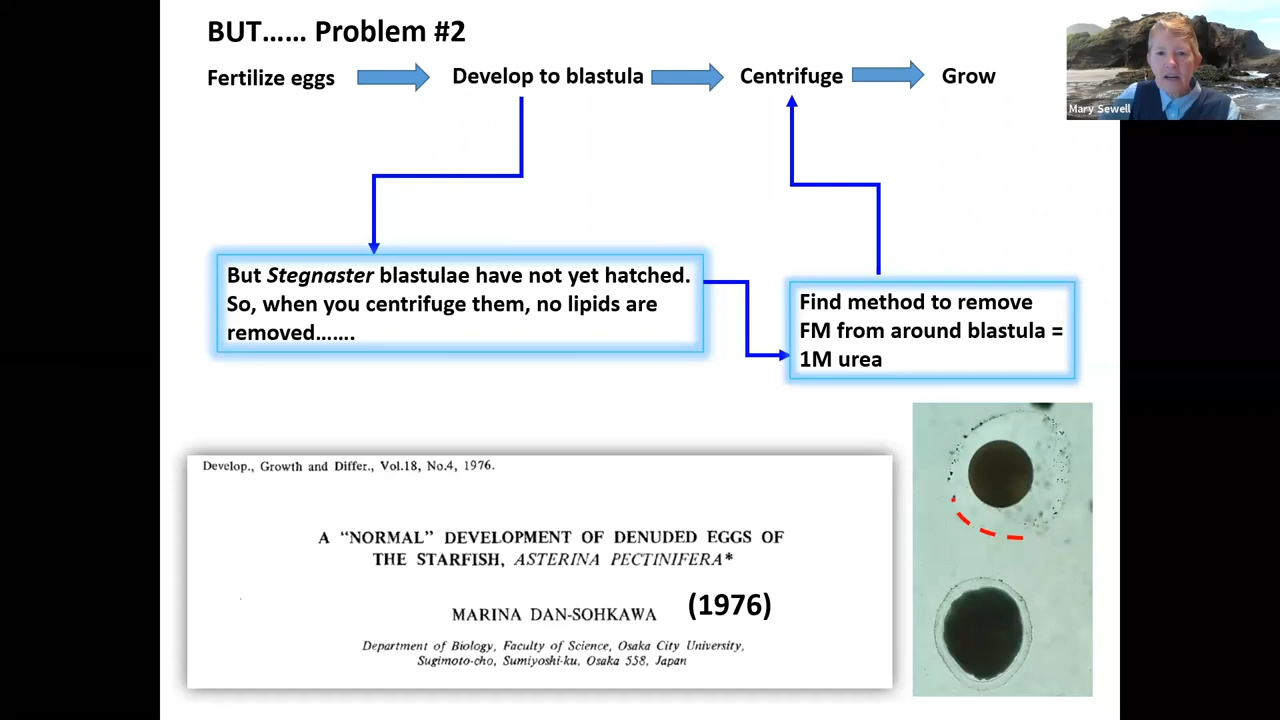 BUT...... Problem #2
Fertilize eggs
Develop to blastula
Centrifuge
Grow
Mary Sewell
But Stegnaster blastulae have not yet hatched.
So, when you centrifuge them, no lipids are
removed.......
Find method to remove
FM from around blastula =
1M urea
Develop., Growth and Differ., Vol.18, No.4, 1976.
A “NORMAL” DEVELOPMENT OF DENUDED EGGS OF
THE STARFISH, ASTERINA PECTINIFERA*
MARINA DAN-SOHKAWA
(1976)
Department of Biology, Faculty of Science, Osaka City University,
Sugimoto-cho, Sumiyoshi-ku, Osaka 558, Japan